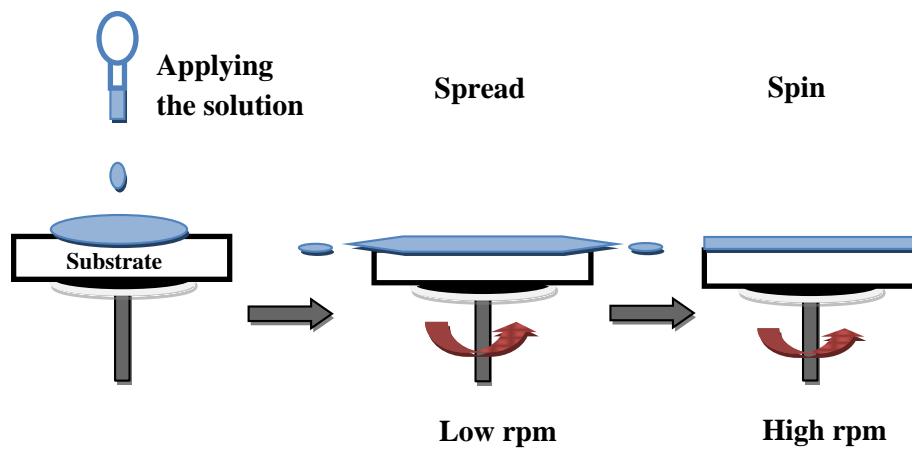 Applying
the solution
Spread
Spin
Substrate
Low rpm
High rpm